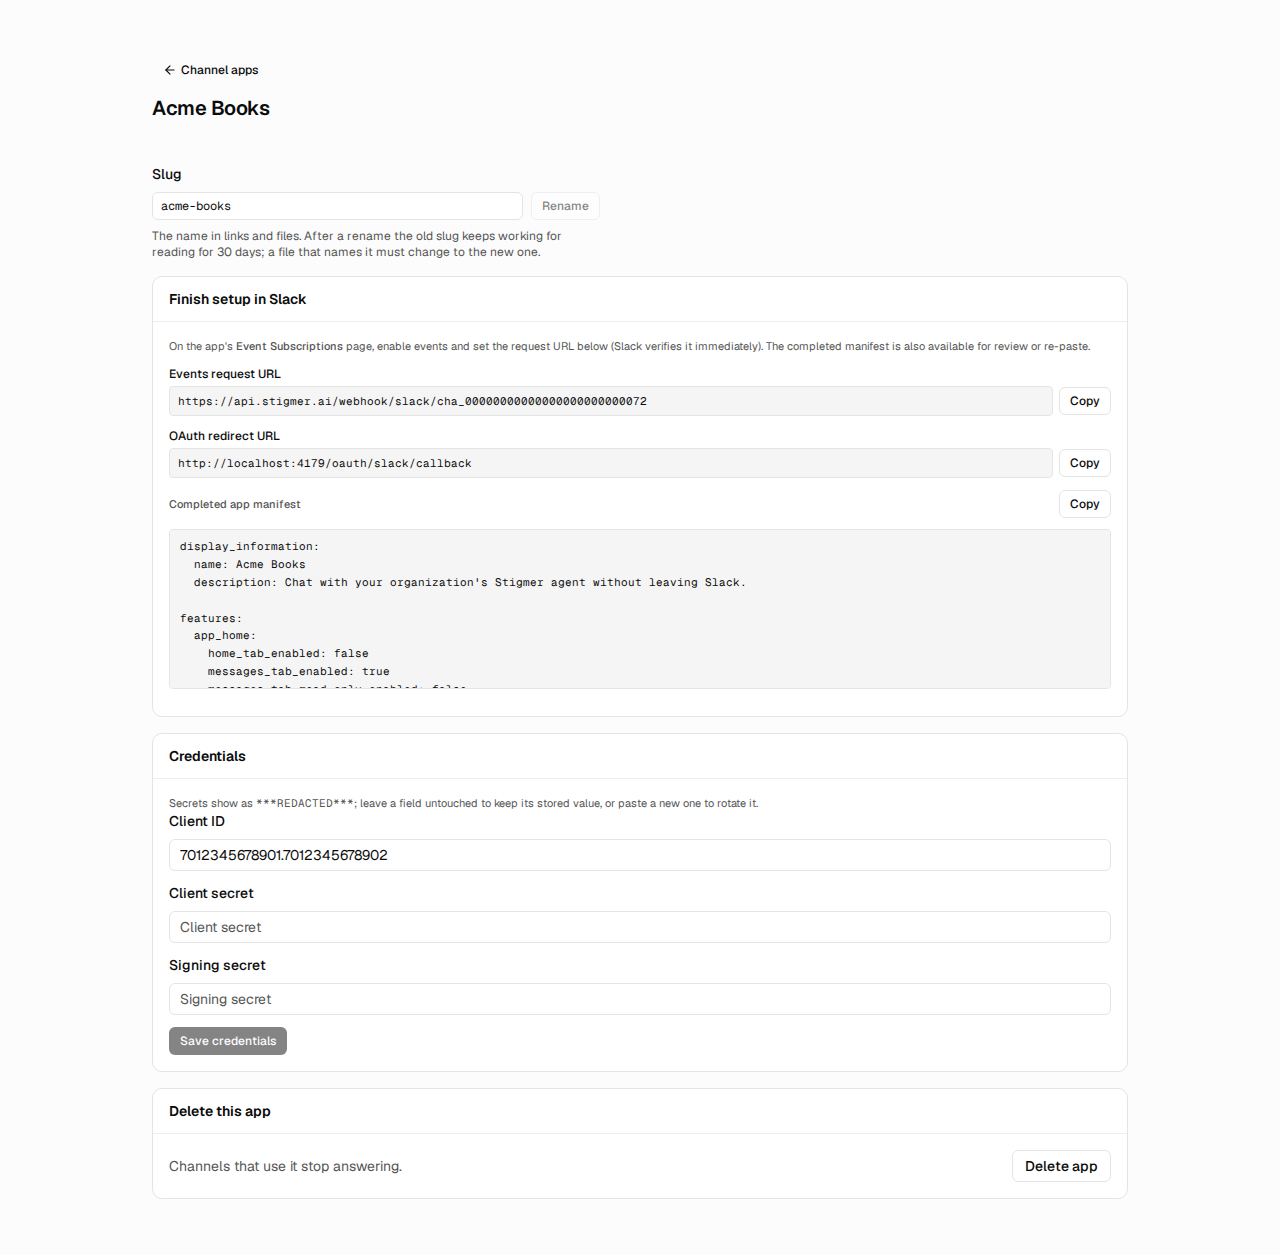 Channel apps
Acme Books
Slug
acme-books
Rename
The name in links and files. After a rename the old slug keeps working for
reading for 30 days; a file that names it must change to the new one.
Finish setup in Slack
On the app's Event Subscriptions page, enable events and set the request URL below (Slack verifies it immediately). The completed manifest is also available for review or re-paste.
Events request URL
https://api.stigmer.ai/webhook/slack/cha_00000000000000000000000072
Copy
OAuth redirect URL
http://localhost:4179/oauth/slack/callback
Copy
Completed app manifest
Copy
display_information:
  name: Acme Books
  description: Chat with your organization's Stigmer agent without leaving Slack.
features:
  app_home:
    home_tab_enabled: false
    messages_tab_enabled: true
    messages_tab_read_only_enabled: false
Credentials
Secrets show as ***REDACTED***; leave a field untouched to keep its stored value, or paste a new one to rotate it.
Client ID
7012345678901.7012345678902
Client secret
Client secret
Signing secret
Signing secret
Save credentials
Delete this app
Channels that use it stop answering.
Delete app